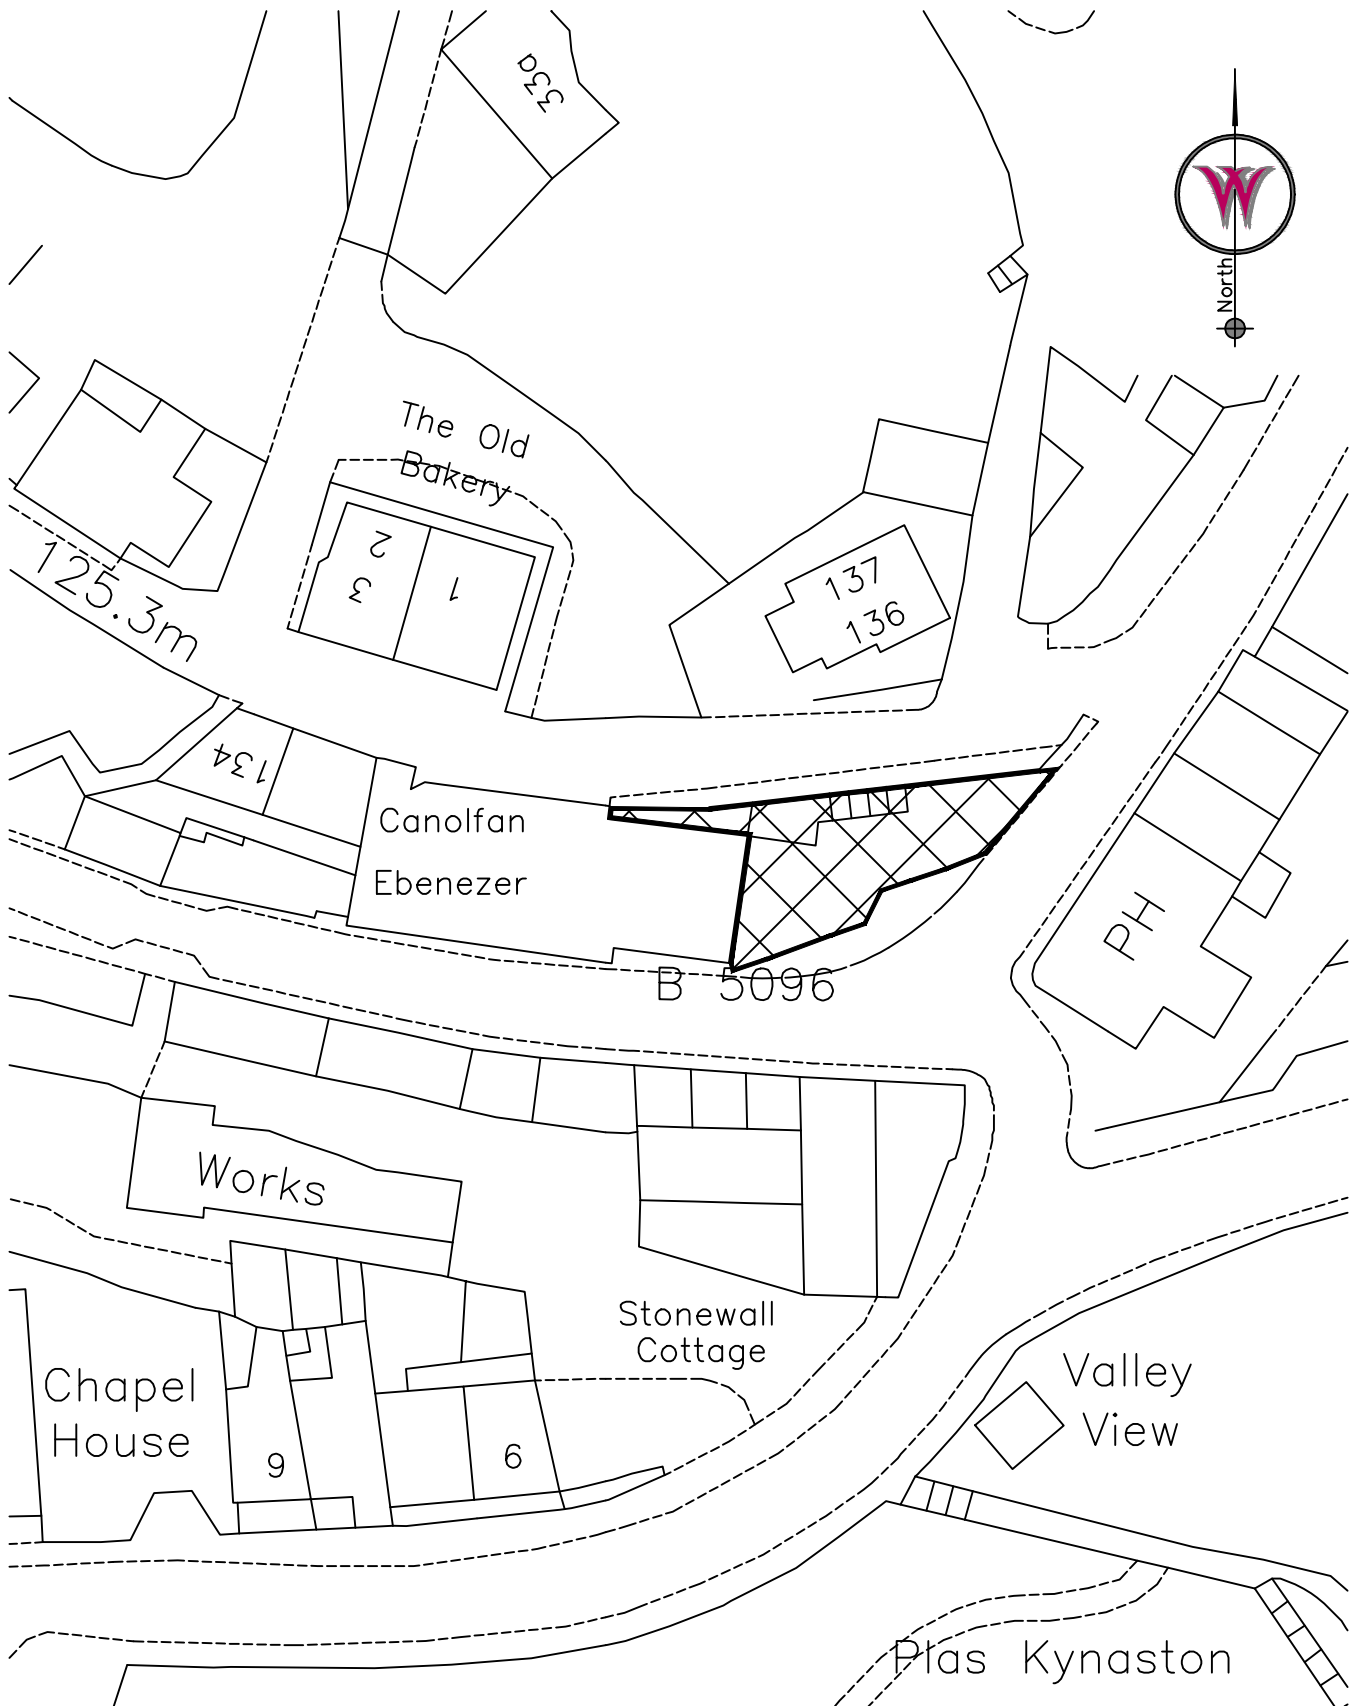 33a
W
North
The Old
Bakery
2
3
1
137
136
125.3m
134
Canolfan
Ebenezer
PH
B 5096
Works
Stonewall
Cottage
Chapel
House
Valley
View
9
6
Plas Kynaston